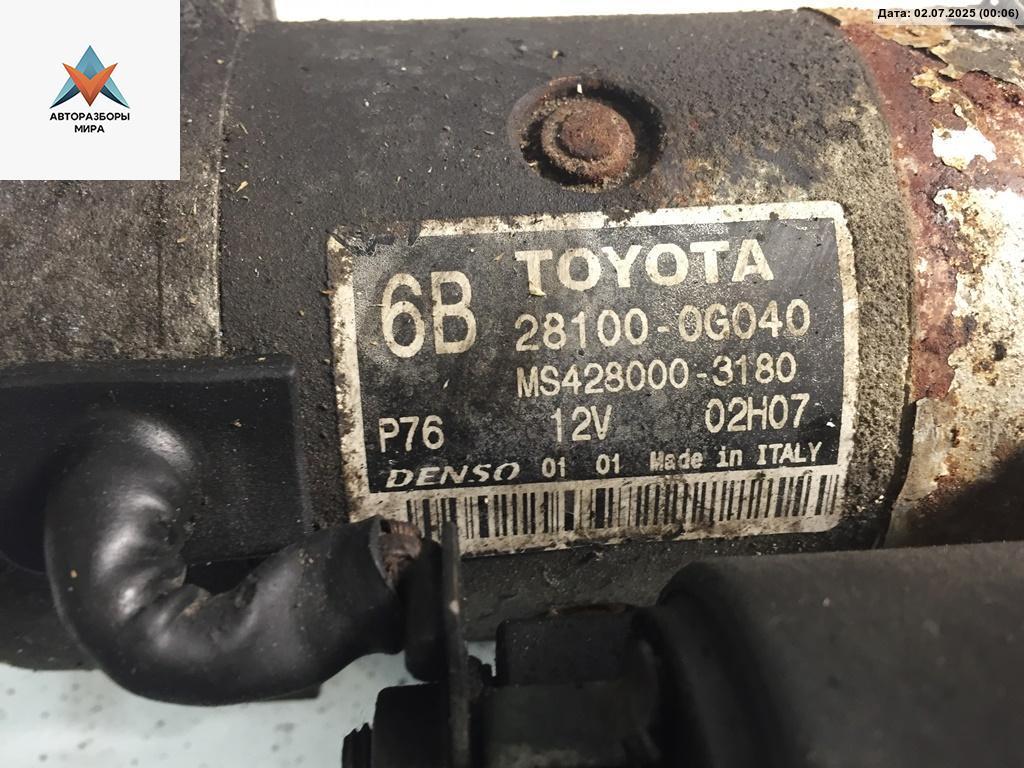 Дата: 02.07.2025 (00:06)
АВТОРАЗБОРЫ
МИРА
6B
TOYOTA
28100-0G040
MS428000-3180
P76 12V 02H07
DENSO 01 01 Made in ITALY